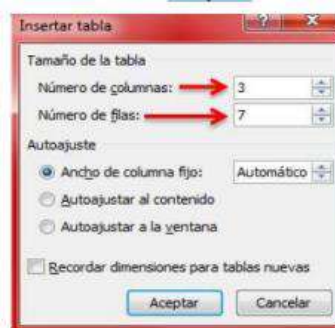 Insertar tabla
Tamaño de la tabla
Número de columnas: 3
Número de filas: 7
Autoajuste
Ancho de columna fijo: Automático
Autoajustar al contenido
Autoajustar a la ventana
Recordar dimensiones para tablas nuevas
Aceptar Cancelar